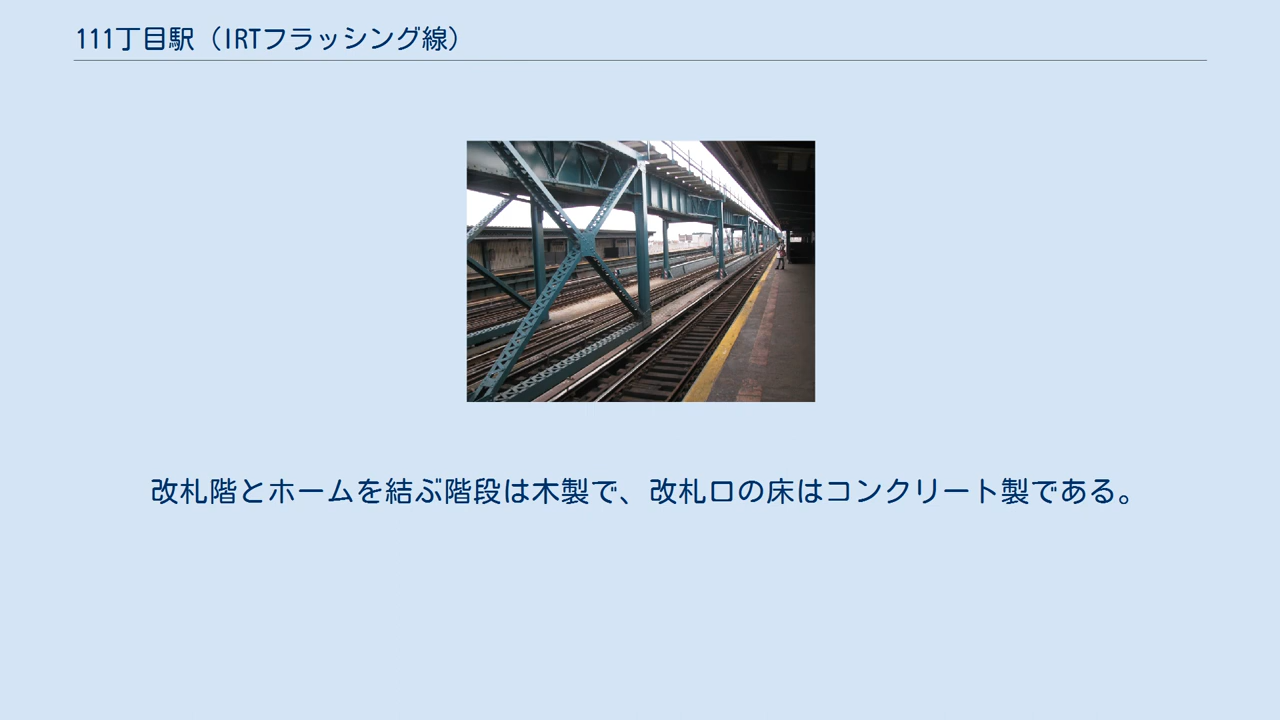 111丁目駅（IRTフラッシング線）
改札階とホームを結ぶ階段は木製で、改札口の床はコンクリート製である。